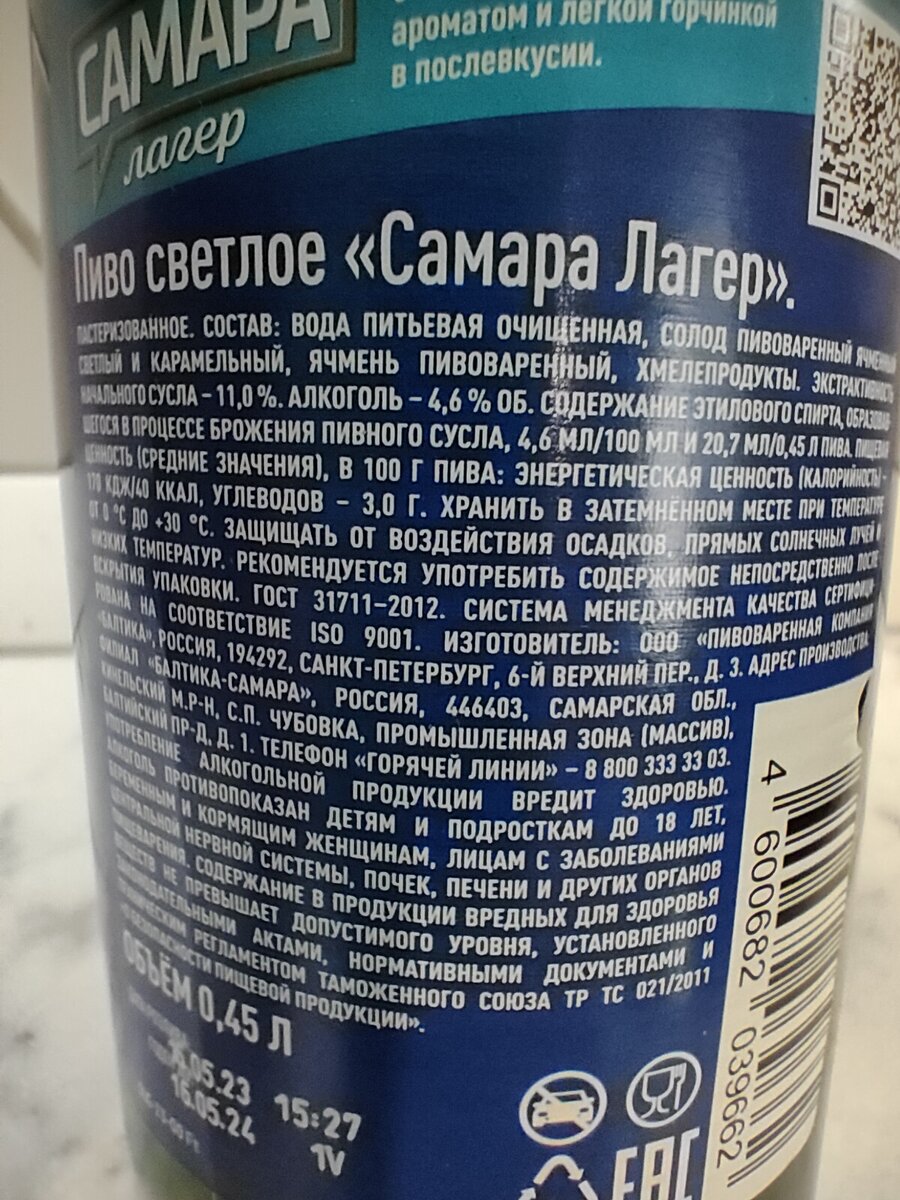 САМАРА
лагер
ароматом и легкой горчинкой
в послевкусии.
Пиво светлое «Самара Лагер».
ПАСТЕРИЗОВАННОЕ. СОСТАВ: ВОДА ПИТЬЕВАЯ ОЧИЩЕННАЯ, СОЛОД ПИВОВАРЕННЫЙ ЯЧМЕННЫЙ
СВЕТЛЫЙ И КАРАМЕЛЬНЫЙ, ЯЧМЕНЬ ПИВОВАРЕННЫЙ, ХМЕЛЕПРОДУКТЫ. ЭКСТРАКТИВНОСТЬ
НАЧАЛЬНОГО СУСЛА – 11,0 %. АЛКОГОЛЬ – 4,6 % ОБ. СОДЕРЖАНИЕ ЭТИЛОВОГО СПИРТА, ОБРАЗОВАВ-
ШЕГОСЯ В ПРОЦЕССЕ БРОЖЕНИЯ ПИВНОГО СУСЛА, 4,6 МЛ/100 МЛ И 20,7 МЛ/0,45 Л ПИВА. ПИЩЕВАЯ
ЦЕННОСТЬ (СРЕДНИЕ ЗНАЧЕНИЯ), В 100 Г ПИВА: ЭНЕРГЕТИЧЕСКАЯ ЦЕННОСТЬ (КАЛОРИЙНОСТЬ) –
170 КДЖ/40 ККАЛ, УГЛЕВОДОВ – 3,0 Г. ХРАНИТЬ В ЗАТЕМНЕННОМ МЕСТЕ ПРИ ТЕМПЕРАТУРЕ
ОТ 0 °С ДО +30 °С. ЗАЩИЩАТЬ ОТ ВОЗДЕЙСТВИЯ ОСАДКОВ, ПРЯМЫХ СОЛНЕЧНЫХ ЛУЧЕЙ И
НИЗКИХ ТЕМПЕРАТУР. РЕКОМЕНДУЕТСЯ УПОТРЕБИТЬ СОДЕРЖИМОЕ НЕПОСРЕДСТВЕННО ПОСЛЕ
ВСКРЫТИЯ УПАКОВКИ. ГОСТ 31711–2012. СИСТЕМА МЕНЕДЖМЕНТА КАЧЕСТВА СЕРТИФИЦИ-
РОВАНА НА СООТВЕТСТВИЕ ISO 9001. ИЗГОТОВИТЕЛЬ: ООО «ПИВОВАРЕННАЯ КОМПАНИЯ
«БАЛТИКА», РОССИЯ, 194292, САНКТ-ПЕТЕРБУРГ, 6-Й ВЕРХНИЙ ПЕР., Д. 3. АДРЕС ПРОИЗВОДСТВА:
ФИЛИАЛ «БАЛТИКА-САМАРА», РОССИЯ, 446403, САМАРСКАЯ ОБЛ.,
КИНЕЛЬСКИЙ М.Р-Н, С.П. ЧУБОВКА, ПРОМЫШЛЕННАЯ ЗОНА (МАССИВ),
БАЛТИЙСКИЙ ПР-Д, Д. 1. ТЕЛЕФОН «ГОРЯЧЕЙ ЛИНИИ» – 8 800 333 33 03.
УПОТРЕБЛЕНИЕ АЛКОГОЛЬНОЙ ПРОДУКЦИИ ВРЕДИТ ЗДОРОВЬЮ.
АЛКОГОЛЬ ПРОТИВОПОКАЗАН ДЕТЯМ И ПОДРОСТКАМ ДО 18 ЛЕТ,
БЕРЕМЕННЫМ И КОРМЯЩИМ ЖЕНЩИНАМ, ЛИЦАМ С ЗАБОЛЕВАНИЯМИ
ЦЕНТРАЛЬНОЙ НЕРВНОЙ СИСТЕМЫ, ПОЧЕК, ПЕЧЕНИ И ДРУГИХ ОРГАНОВ
ПИЩЕВАРЕНИЯ. СОДЕРЖАНИЕ В ПРОДУКЦИИ ВРЕДНЫХ ДЛЯ ЗДОРОВЬЯ
ВЕЩЕСТВ НЕ ПРЕВЫШАЕТ ДОПУСТИМОГО УРОВНЯ, УСТАНОВЛЕННОГО
ЗАКОНОДАТЕЛЬНЫМИ АКТАМИ, НОРМАТИВНЫМИ ДОКУМЕНТАМИ И
ТЕХНИЧЕСКИМ РЕГЛАМЕНТОМ ТАМОЖЕННОГО СОЮЗА ТР ТС 021/2011
«О БЕЗОПАСНОСТИ ПИЩЕВОЙ ПРОДУКЦИИ».
ОБЪЁМ 0,45 Л
.05.23 15:27
16.05.24 1V
4 600682 039662
EAC